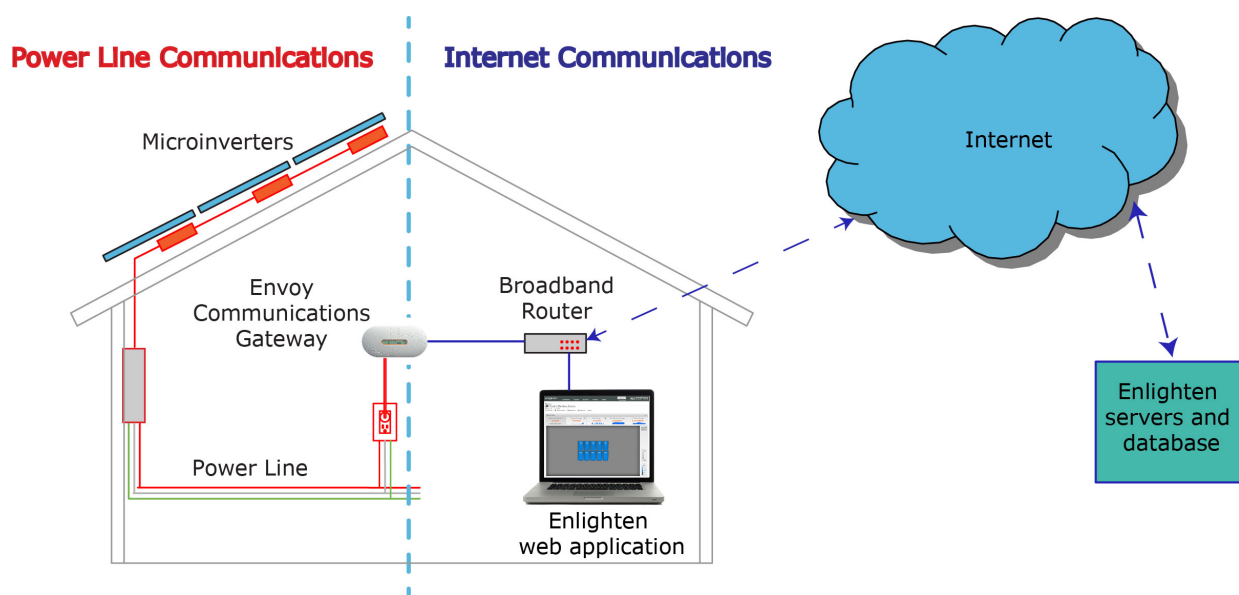 Power Line Communications
Internet Communications
Microinverters
Internet
Envoy
Communications
Gateway
Broadband
Router
Power Line
Enlighten
web application
Enlighten
servers and
database